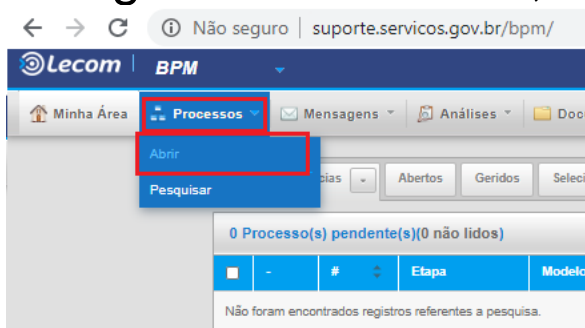 Não seguro | suporte.servicos.gov.br/bpm/
Lecom BPM
Minha Área Processos Mensagens Análises
Abrir
Pesquisar
Abertos Geridos
0 Processo(s) pendente(s)(0 não lidos)
- # Etapa
Não foram encontrados registros referentes a pesquisa.